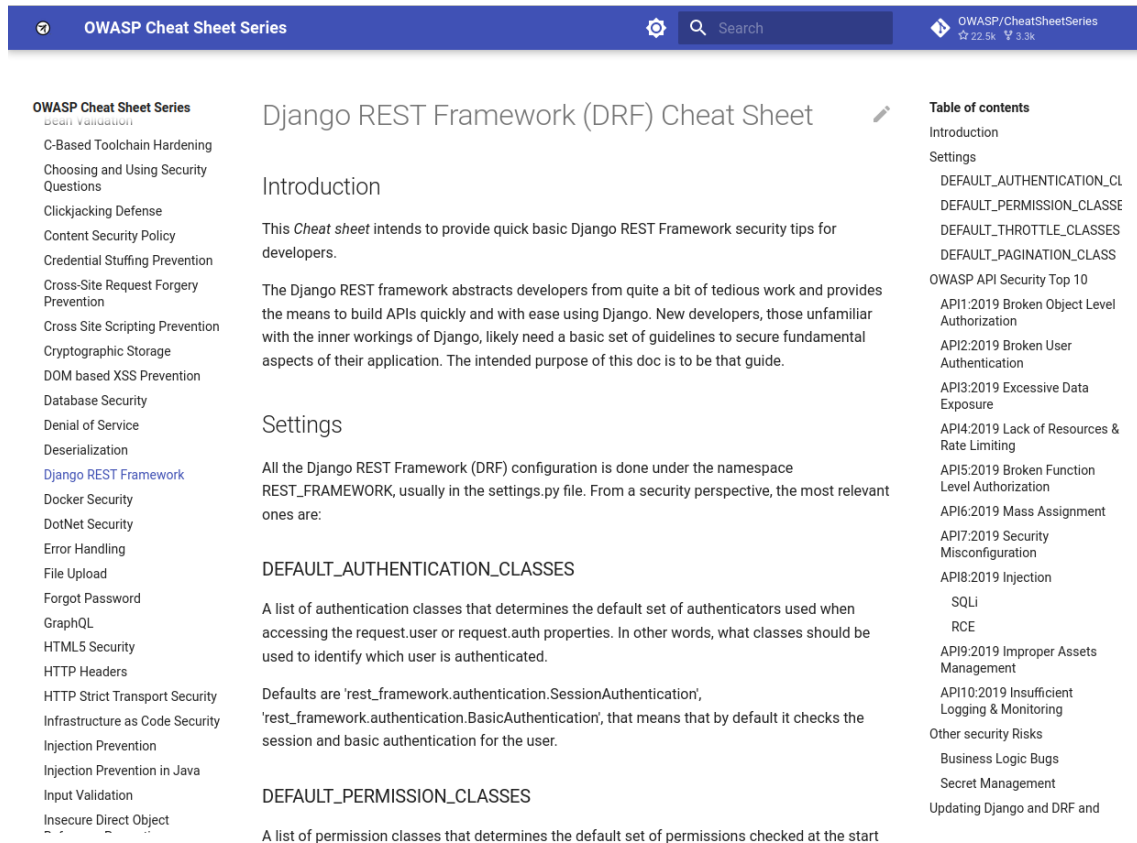 OWASP Cheat Sheet Series
Search
OWASP/CheatSheetSeries
22.5k 3.3k
OWASP Cheat Sheet Series
Bean Validation
C-Based Toolchain Hardening
Choosing and Using Security
Questions
Clickjacking Defense
Content Security Policy
Credential Stuffing Prevention
Cross-Site Request Forgery
Prevention
Cross Site Scripting Prevention
Cryptographic Storage
DOM based XSS Prevention
Database Security
Denial of Service
Deserialization
Django REST Framework
Docker Security
DotNet Security
Error Handling
File Upload
Forgot Password
GraphQL
HTML5 Security
HTTP Headers
HTTP Strict Transport Security
Infrastructure as Code Security
Injection Prevention
Injection Prevention in Java
Input Validation
Insecure Direct Object
Django REST Framework (DRF) Cheat Sheet
Introduction
This Cheat sheet intends to provide quick basic Django REST Framework security tips for
developers.
The Django REST framework abstracts developers from quite a bit of tedious work and provides
the means to build APIs quickly and with ease using Django. New developers, those unfamiliar
with the inner workings of Django, likely need a basic set of guidelines to secure fundamental
aspects of their application. The intended purpose of this doc is to be that guide.
Settings
All the Django REST Framework (DRF) configuration is done under the namespace
REST_FRAMEWORK, usually in the settings.py file. From a security perspective, the most relevant
ones are:
DEFAULT_AUTHENTICATION_CLASSES
A list of authentication classes that determines the default set of authenticators used when
accessing the request.user or request.auth properties. In other words, what classes should be
used to identify which user is authenticated.
Defaults are 'rest_framework.authentication.SessionAuthentication',
'rest_framework.authentication.BasicAuthentication', that means that by default it checks the
session and basic authentication for the user.
DEFAULT_PERMISSION_CLASSES
A list of permission classes that determines the default set of permissions checked at the start
Table of contents
Introduction
Settings
DEFAULT_AUTHENTICATION_CL
DEFAULT_PERMISSION_CLASSE
DEFAULT_THROTTLE_CLASSES
DEFAULT_PAGINATION_CLASS
OWASP API Security Top 10
API1:2019 Broken Object Level
Authorization
API2:2019 Broken User
Authentication
API3:2019 Excessive Data
Exposure
API4:2019 Lack of Resources &
Rate Limiting
API5:2019 Broken Function
Level Authorization
API6:2019 Mass Assignment
API7:2019 Security
Misconfiguration
API8:2019 Injection
SQLi
RCE
API9:2019 Improper Assets
Management
API10:2019 Insufficient
Logging & Monitoring
Other security Risks
Business Logic Bugs
Secret Management
Updating Django and DRF and